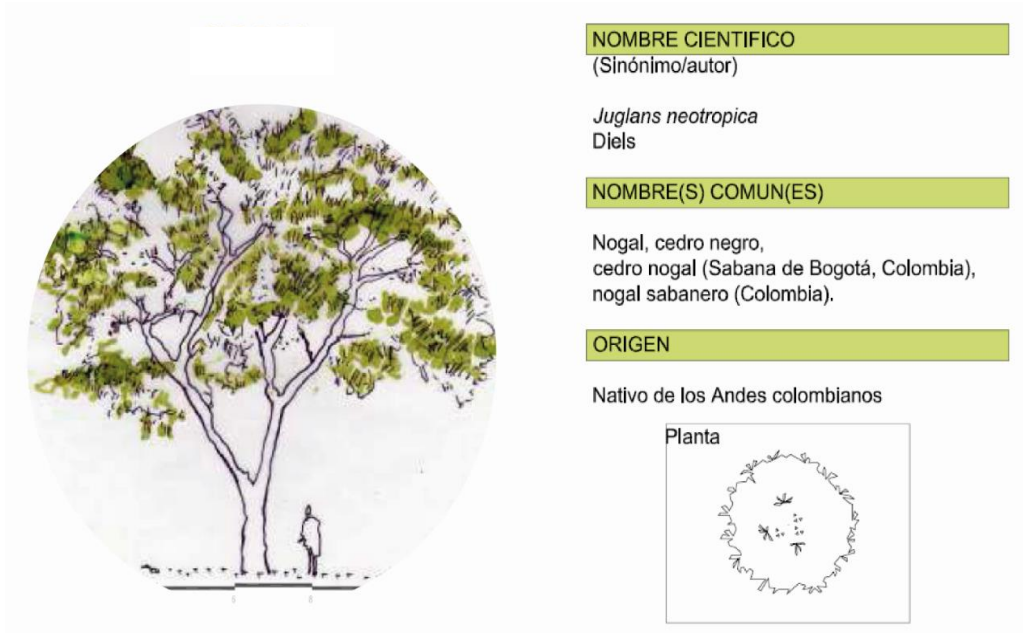 NOMBRE CIENTIFICO
(Sinónimo/autor)
Juglans neotropica
Diels
NOMBRE(S) COMUN(ES)
Nogal, cedro negro,
cedro nogal (Sabana de Bogotá, Colombia),
nogal sabanero (Colombia).
ORIGEN
Nativo de los Andes colombianos
Planta